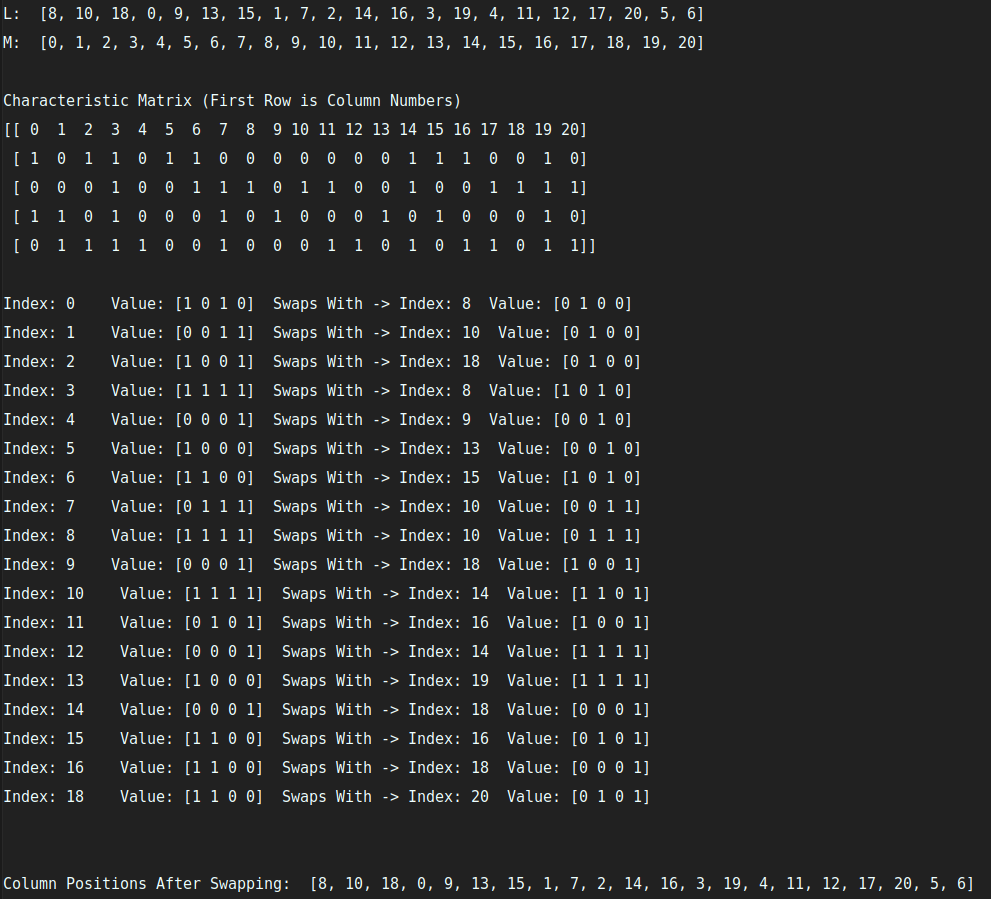 L:  [8, 10, 18, 0, 9, 13, 15, 1, 7, 2, 14, 16, 3, 19, 4, 11, 12, 17, 20, 5, 6]
M:  [0, 1, 2, 3, 4, 5, 6, 7, 8, 9, 10, 11, 12, 13, 14, 15, 16, 17, 18, 19, 20]
Characteristic Matrix (First Row is Column Numbers)
[[ 0  1  2  3  4  5  6  7  8  9 10 11 12 13 14 15 16 17 18 19 20]
 [ 1  0  1  1  0  1  1  0  0  0  0  0  0  0  1  1  1  0  0  1  0]
 [ 0  0  0  1  0  0  1  1  1  0  1  1  0  0  1  0  0  1  1  1  1]
 [ 1  1  0  1  0  0  0  1  0  1  0  0  0  1  0  1  0  0  0  1  0]
 [ 0  1  1  1  1  0  0  1  0  0  0  1  1  0  1  0  1  1  0  1  1]]
Index: 0    Value: [1 0 1 0]  Swaps With -> Index: 8  Value: [0 1 0 0]
Index: 1    Value: [0 0 1 1]  Swaps With -> Index: 10  Value: [0 1 0 0]
Index: 2    Value: [1 0 0 1]  Swaps With -> Index: 18  Value: [0 1 0 0]
Index: 3    Value: [1 1 1 1]  Swaps With -> Index: 8  Value: [1 0 1 0]
Index: 4    Value: [0 0 0 1]  Swaps With -> Index: 9  Value: [0 0 1 0]
Index: 5    Value: [1 0 0 0]  Swaps With -> Index: 13  Value: [0 0 1 0]
Index: 6    Value: [1 1 0 0]  Swaps With -> Index: 15  Value: [1 0 1 0]
Index: 7    Value: [0 1 1 1]  Swaps With -> Index: 10  Value: [0 0 1 1]
Index: 8    Value: [1 1 1 1]  Swaps With -> Index: 10  Value: [0 1 1 1]
Index: 9    Value: [0 0 0 1]  Swaps With -> Index: 18  Value: [1 0 0 1]
Index: 10    Value: [1 1 1 1]  Swaps With -> Index: 14  Value: [1 1 0 1]
Index: 11    Value: [0 1 0 1]  Swaps With -> Index: 16  Value: [1 0 0 1]
Index: 12    Value: [0 0 0 1]  Swaps With -> Index: 14  Value: [1 1 1 1]
Index: 13    Value: [1 0 0 0]  Swaps With -> Index: 19  Value: [1 1 1 1]
Index: 14    Value: [0 0 0 1]  Swaps With -> Index: 18  Value: [0 0 0 1]
Index: 15    Value: [1 1 0 0]  Swaps With -> Index: 16  Value: [0 1 0 1]
Index: 16    Value: [1 1 0 0]  Swaps With -> Index: 18  Value: [0 0 0 1]
Index: 18    Value: [1 1 0 0]  Swaps With -> Index: 20  Value: [0 1 0 1]
Column Positions After Swapping:  [8, 10, 18, 0, 9, 13, 15, 1, 7, 2, 14, 16, 3, 19, 4, 11, 12, 17, 20, 5, 6]